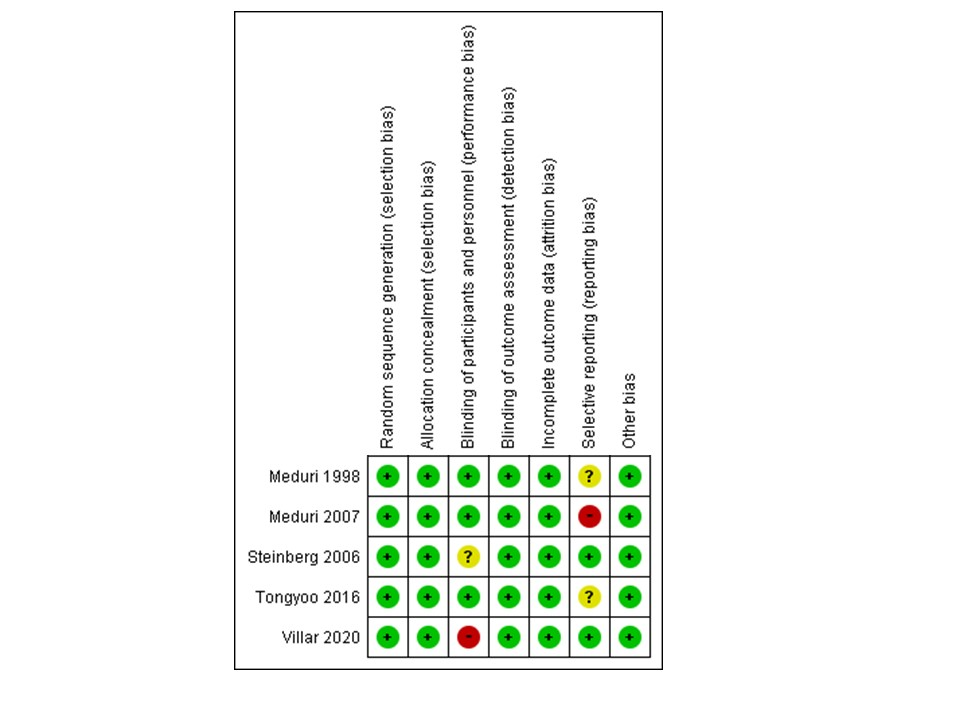 Random sequence generation (selection bias)
Allocation concealment (selection bias)
Blinding of participants and personnel (performance bias)
Blinding of outcome assessment (detection bias)
Incomplete outcome data (attrition bias)
Selective reporting (reporting bias)
Other bias
Meduri 1998 + + + + + ? +
Meduri 2007 + + + + + - +
Steinberg 2006 + + ? + + + +
Tongyoo 2016 + + + + + ? +
Villar 2020 + + - + + + +